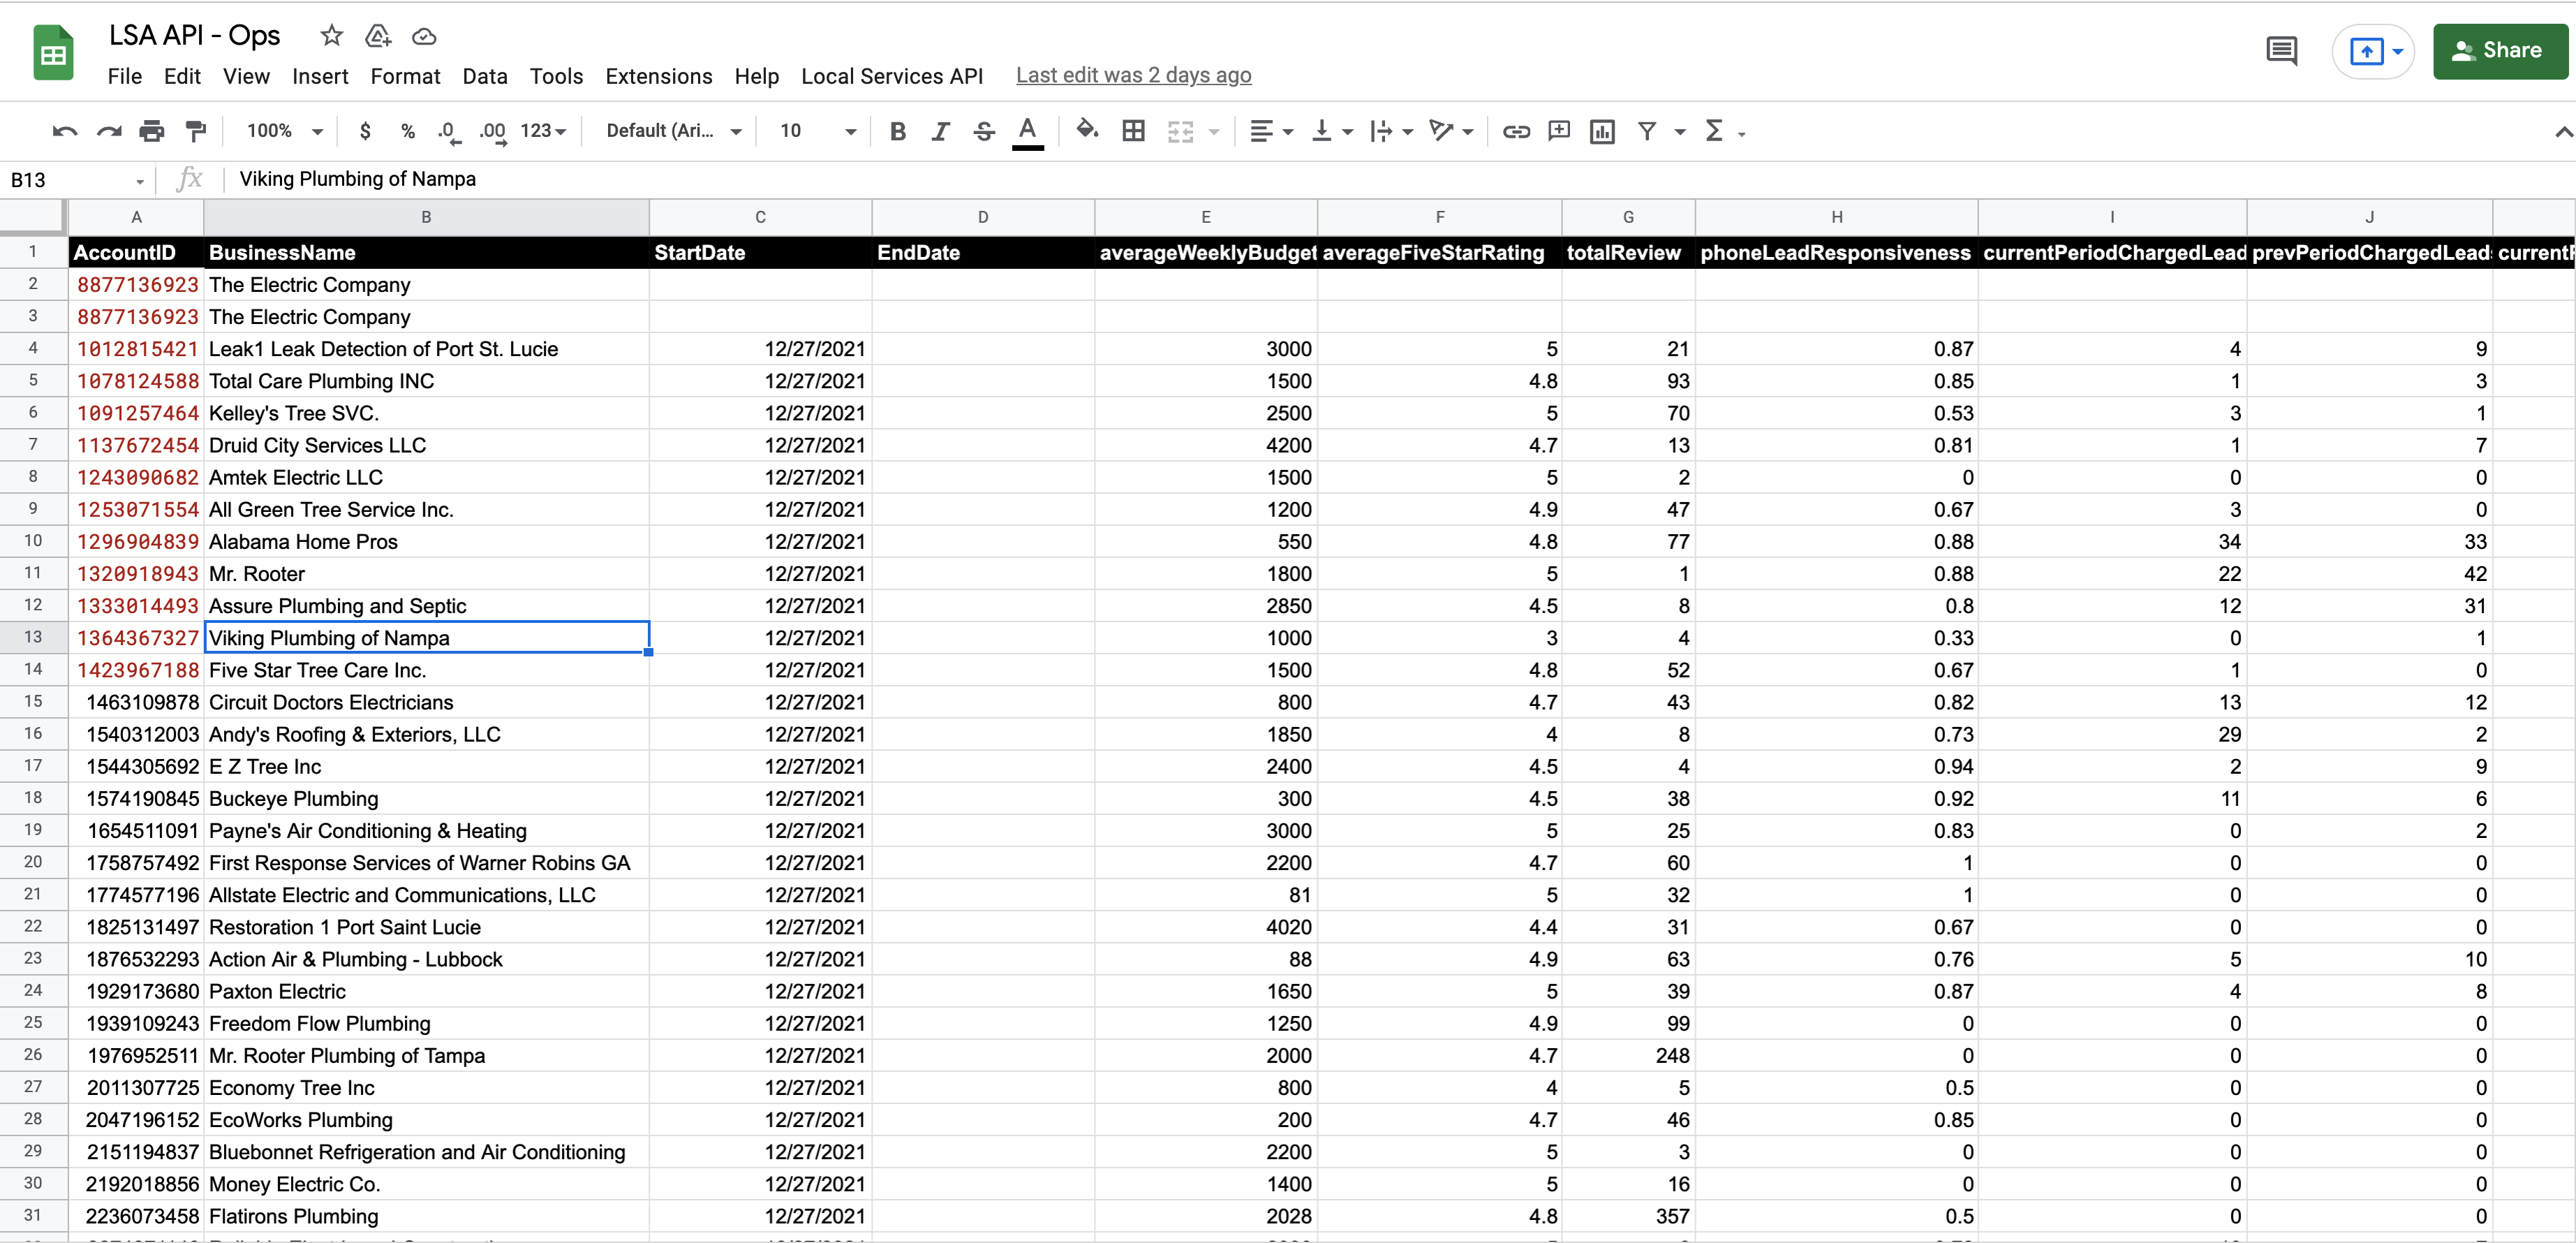 LSA API - Ops
File Edit View Insert Format Data Tools Extensions Help Local Services API Last edit was 2 days ago
Share
100% $ % .0 .00 123 Default (Ari... 10 B I S A Σ
B13 fx Viking Plumbing of Nampa
A B C D E F G H I J
1 AccountID BusinessName StartDate EndDate averageWeeklyBudget averageFiveStarRating totalReview phoneLeadResponsiveness currentPeriodChargedLead prevPeriodChargedLead
2 8877136923 The Electric Company
3 8877136923 The Electric Company
4 1012815421 Leak1 Leak Detection of Port St. Lucie 12/27/2021 3000 5 21 0.87 4 9
5 1078124588 Total Care Plumbing INC 12/27/2021 1500 4.8 93 0.85 1 3
6 1091257464 Kelley's Tree SVC. 12/27/2021 2500 5 70 0.53 3 1
7 1137672454 Druid City Services LLC 12/27/2021 4200 4.7 13 0.81 1 7
8 1243090682 Amtek Electric LLC 12/27/2021 1500 5 2 0 0 0
9 1253071554 All Green Tree Service Inc. 12/27/2021 1200 4.9 47 0.67 3 0
10 1296904839 Alabama Home Pros 12/27/2021 550 4.8 77 0.88 34 33
11 1320918943 Mr. Rooter 12/27/2021 1800 5 1 0.88 22 42
12 1333014493 Assure Plumbing and Septic 12/27/2021 2850 4.5 8 0.8 12 31
13 1364367327 Viking Plumbing of Nampa 12/27/2021 1000 3 4 0.33 0 1
14 1423967188 Five Star Tree Care Inc. 12/27/2021 1500 4.8 52 0.67 1 0
15 1463109878 Circuit Doctors Electricians 12/27/2021 800 4.7 43 0.82 13 12
16 1540312003 Andy's Roofing & Exteriors, LLC 12/27/2021 1850 4 8 0.73 29 2
17 1544305692 E Z Tree Inc 12/27/2021 2400 4.5 4 0.94 2 9
18 1574190845 Buckeye Plumbing 12/27/2021 300 4.5 38 0.92 11 6
19 1654511091 Payne's Air Conditioning & Heating 12/27/2021 3000 5 25 0.83 0 2
20 1758757492 First Response Services of Warner Robins GA 12/27/2021 2200 4.7 60 1 0 0
21 1774577196 Allstate Electric and Communications, LLC 12/27/2021 81 5 32 1 0 0
22 1825131497 Restoration 1 Port Saint Lucie 12/27/2021 4020 4.4 31 0.67 0 0
23 1876532293 Action Air & Plumbing - Lubbock 12/27/2021 88 4.9 63 0.76 5 10
24 1929173680 Paxton Electric 12/27/2021 1650 5 39 0.87 4 8
25 1939109243 Freedom Flow Plumbing 12/27/2021 1250 4.9 99 0 0 0
26 1976952511 Mr. Rooter Plumbing of Tampa 12/27/2021 2000 4.7 248 0 0 0
27 2011307725 Economy Tree Inc 12/27/2021 800 4 5 0.5 0 0
28 2047196152 EcoWorks Plumbing 12/27/2021 200 4.7 46 0.85 0 0
29 2151194837 Bluebonnet Refrigeration and Air Conditioning 12/27/2021 2200 5 3 0 0 0
30 2192018856 Money Electric Co. 12/27/2021 1400 5 16 0 0 0
31 2236073458 Flatirons Plumbing 12/27/2021 2028 4.8 357 0.5 0 0